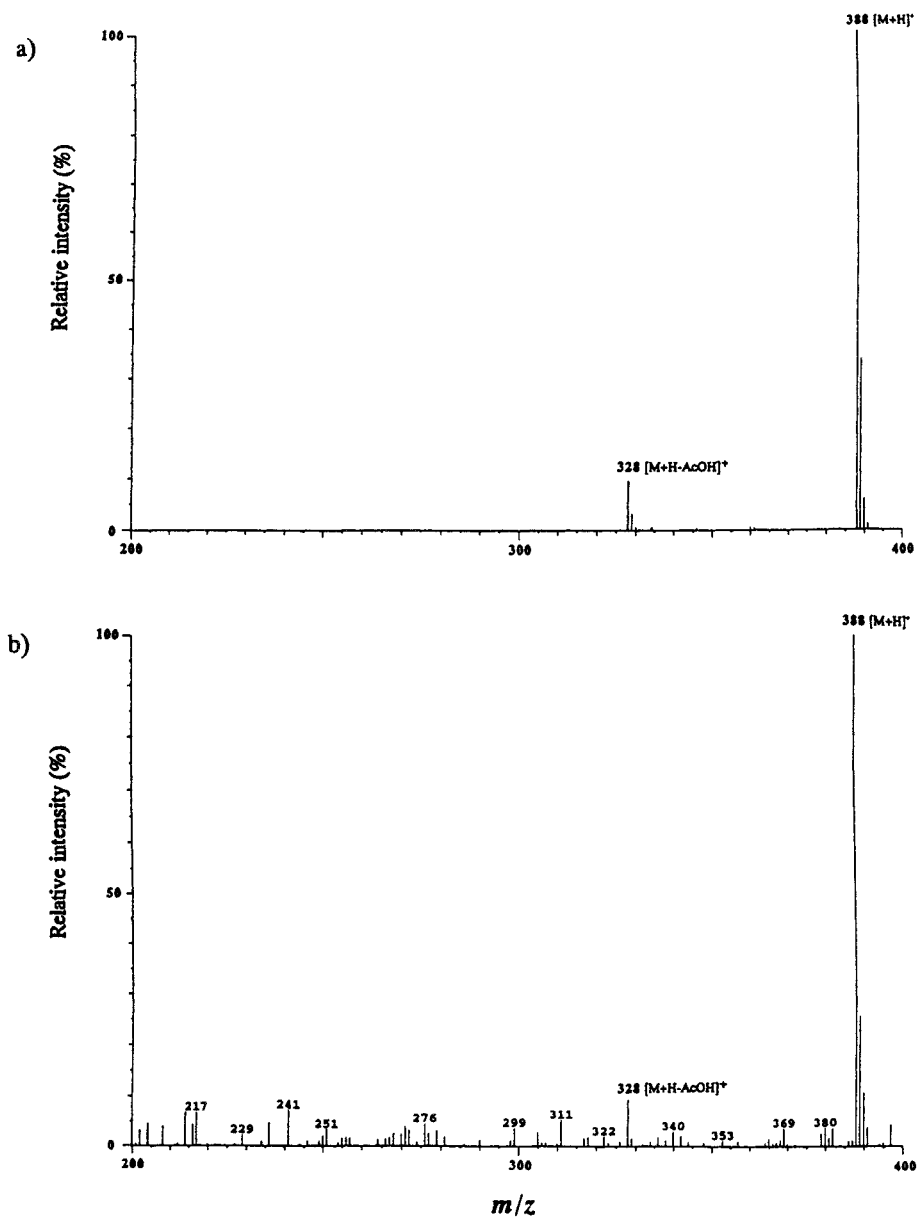 a)
388 [M+H]+
100
Relative intensity (%)
50
328 [M+H-AcOH]+
0
200
300
400
b)
388 [M+H]+
100
Relative intensity (%)
50
328 [M+H-AcOH]+
217
229
241
251
276
299
311
322
340
353
369
380
0
200
300
400
m/z